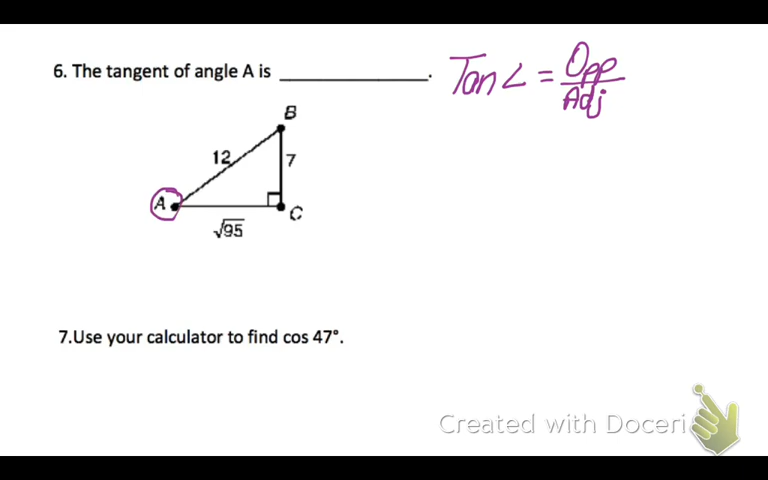 6. The tangent of angle A is ______________. Tan∠ = Opp/Adj
B
12
7
A
C
√95
7.Use your calculator to find cos 47°.
Created with Doceri